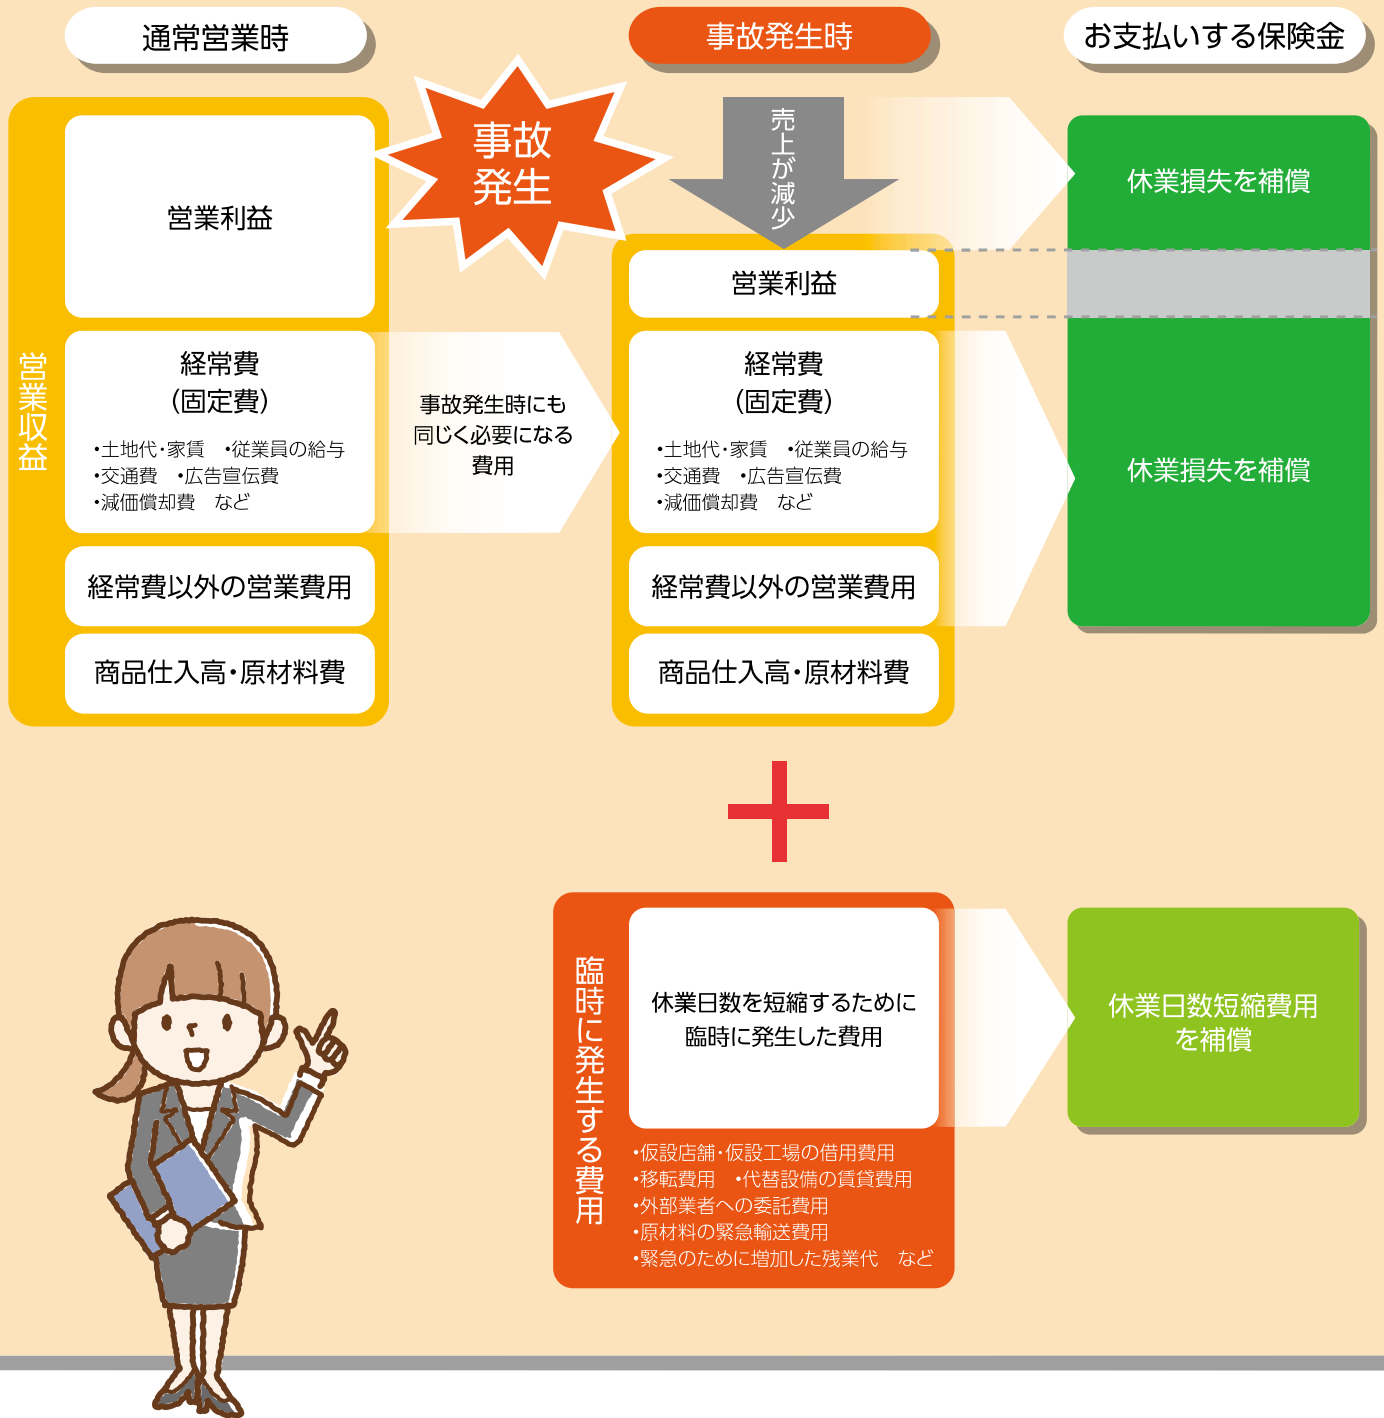 通常営業時
事故発生時
お支払いする保険金
事故
発生
売上が減少
営業収益
営業利益
経常費
（固定費）
・土地代・家賃　・従業員の給与
・交通費　・広告宣伝費
・減価償却費　など
経常費以外の営業費用
商品仕入高・原材料費
事故発生時にも
同じく必要になる
費用
営業利益
経常費
（固定費）
・土地代・家賃　・従業員の給与
・交通費　・広告宣伝費
・減価償却費　など
経常費以外の営業費用
商品仕入高・原材料費
休業損失を補償
休業損失を補償
臨時に発生する費用
休業日数を短縮するために
臨時に発生した費用
・仮設店舗・仮設工場の借用費用
・移転費用　・代替設備の賃貸費用
・外部業者への委託費用
・原材料の緊急輸送費用
・緊急のために増加した残業代　など
休業日数短縮費用
を補償